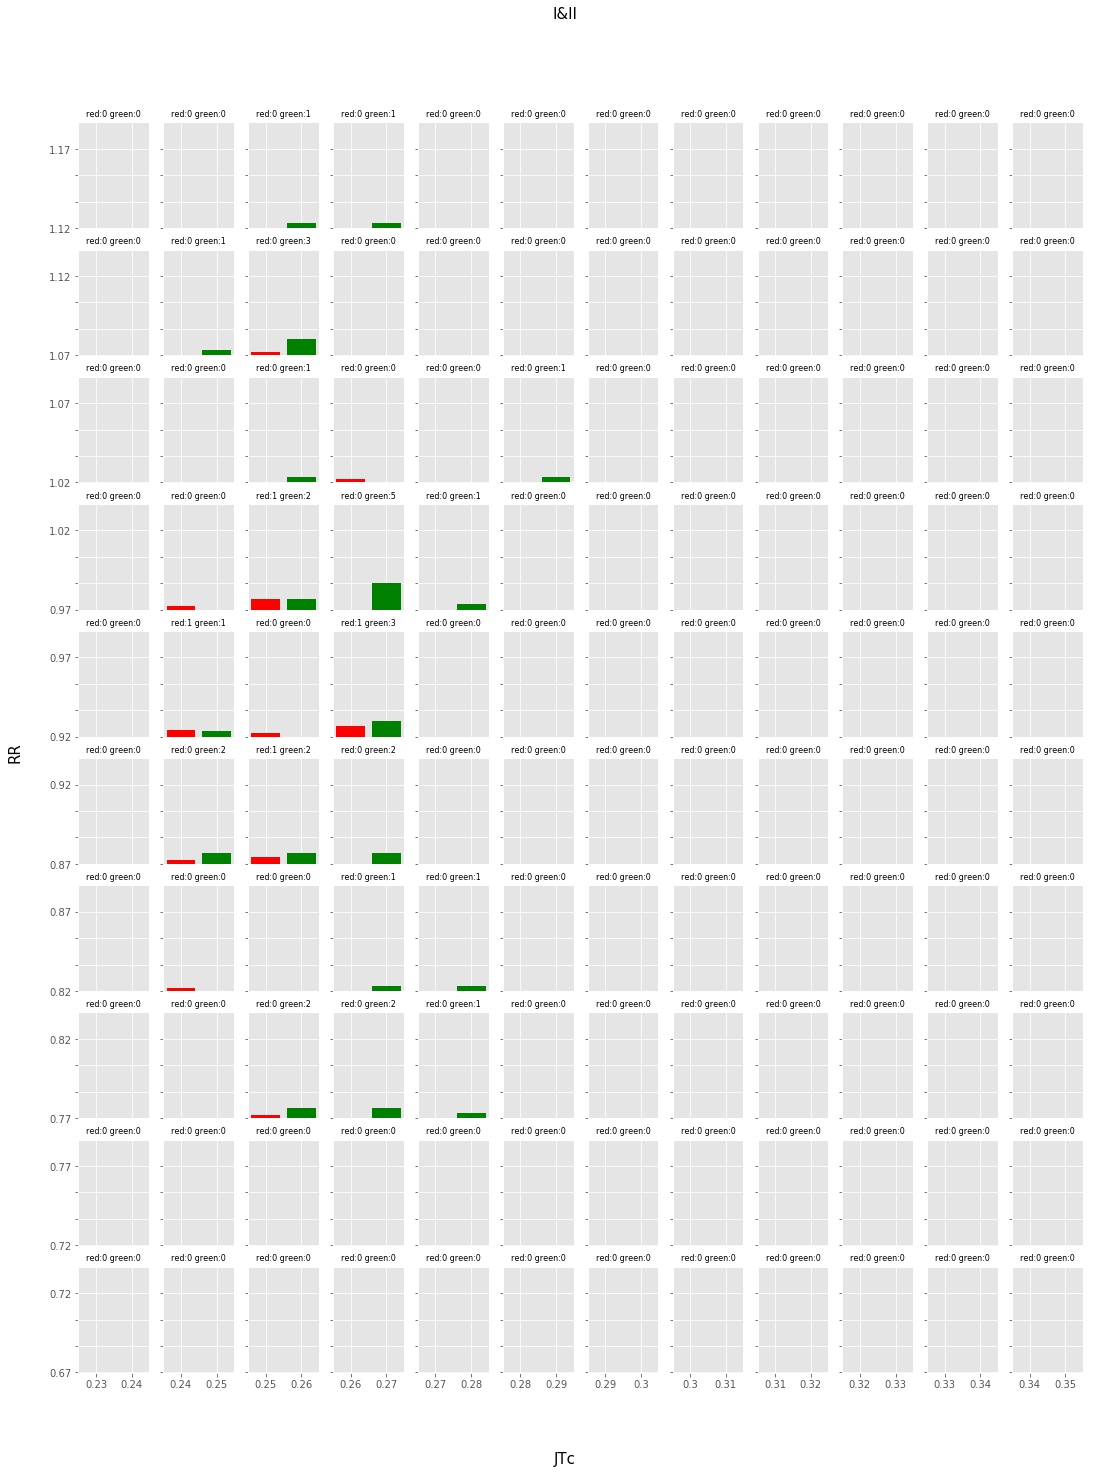 I&II
red:0 green:0 red:0 green:0 red:0 green:1 red:0 green:1 red:0 green:0 red:0 green:0 red:0 green:0 red:0 green:0 red:0 green:0 red:0 green:0 red:0 green:0 red:0 green:0
1.17
1.12
red:0 green:0 red:0 green:1 red:0 green:3 red:0 green:0 red:0 green:0 red:0 green:0 red:0 green:0 red:0 green:0 red:0 green:0 red:0 green:0 red:0 green:0 red:0 green:0
1.12
1.07
red:0 green:0 red:0 green:0 red:0 green:1 red:0 green:0 red:0 green:0 red:0 green:1 red:0 green:0 red:0 green:0 red:0 green:0 red:0 green:0 red:0 green:0 red:0 green:0
1.07
1.02
red:0 green:0 red:0 green:0 red:1 green:2 red:0 green:5 red:0 green:1 red:0 green:0 red:0 green:0 red:0 green:0 red:0 green:0 red:0 green:0 red:0 green:0 red:0 green:0
1.02
0.97
red:0 green:0 red:1 green:1 red:0 green:0 red:1 green:3 red:0 green:0 red:0 green:0 red:0 green:0 red:0 green:0 red:0 green:0 red:0 green:0 red:0 green:0 red:0 green:0
0.97
0.92
RR
red:0 green:0 red:0 green:2 red:1 green:2 red:0 green:2 red:0 green:0 red:0 green:0 red:0 green:0 red:0 green:0 red:0 green:0 red:0 green:0 red:0 green:0 red:0 green:0
0.92
0.87
red:0 green:0 red:0 green:0 red:0 green:0 red:0 green:1 red:0 green:1 red:0 green:0 red:0 green:0 red:0 green:0 red:0 green:0 red:0 green:0 red:0 green:0 red:0 green:0
0.87
0.82
red:0 green:0 red:0 green:0 red:0 green:2 red:0 green:2 red:0 green:1 red:0 green:0 red:0 green:0 red:0 green:0 red:0 green:0 red:0 green:0 red:0 green:0 red:0 green:0
0.82
0.77
red:0 green:0 red:0 green:0 red:0 green:0 red:0 green:0 red:0 green:0 red:0 green:0 red:0 green:0 red:0 green:0 red:0 green:0 red:0 green:0 red:0 green:0 red:0 green:0
0.77
0.72
red:0 green:0 red:0 green:0 red:0 green:0 red:0 green:0 red:0 green:0 red:0 green:0 red:0 green:0 red:0 green:0 red:0 green:0 red:0 green:0 red:0 green:0 red:0 green:0
0.72
0.67
0.23 0.24 0.24 0.25 0.25 0.26 0.26 0.27 0.27 0.28 0.28 0.29 0.29 0.3 0.3 0.31 0.31 0.32 0.32 0.33 0.33 0.34 0.34 0.35
JTc